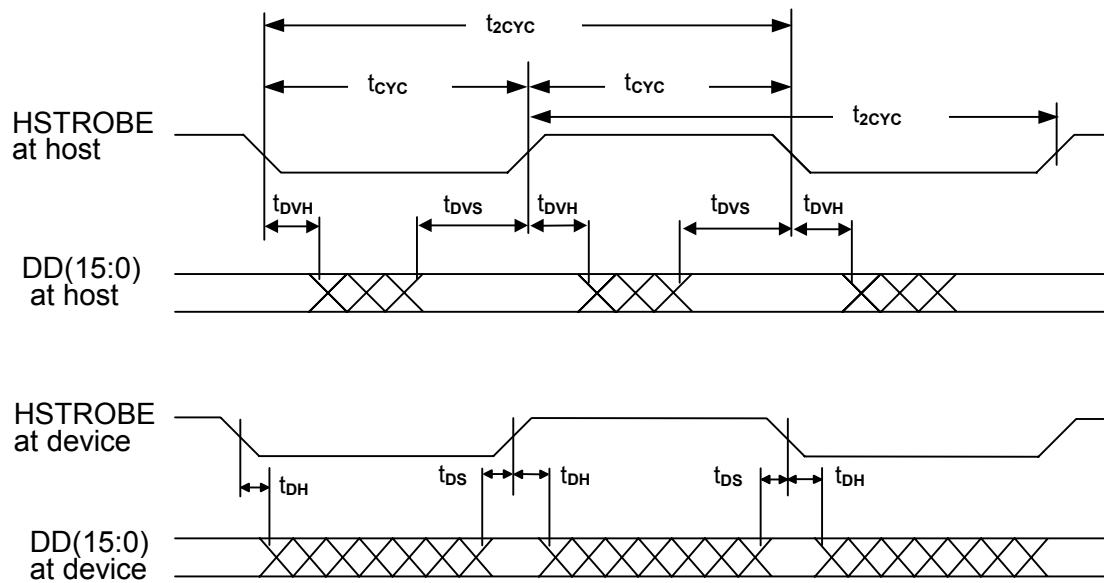 t2CYC
tCYC tCYC
HSTROBE
at host
t2CYC
tDVH tDVS tDVH tDVS tDVH
DD(15:0)
at host
HSTROBE
at device
tDH tDS tDH tDS tDH
DD(15:0)
at device